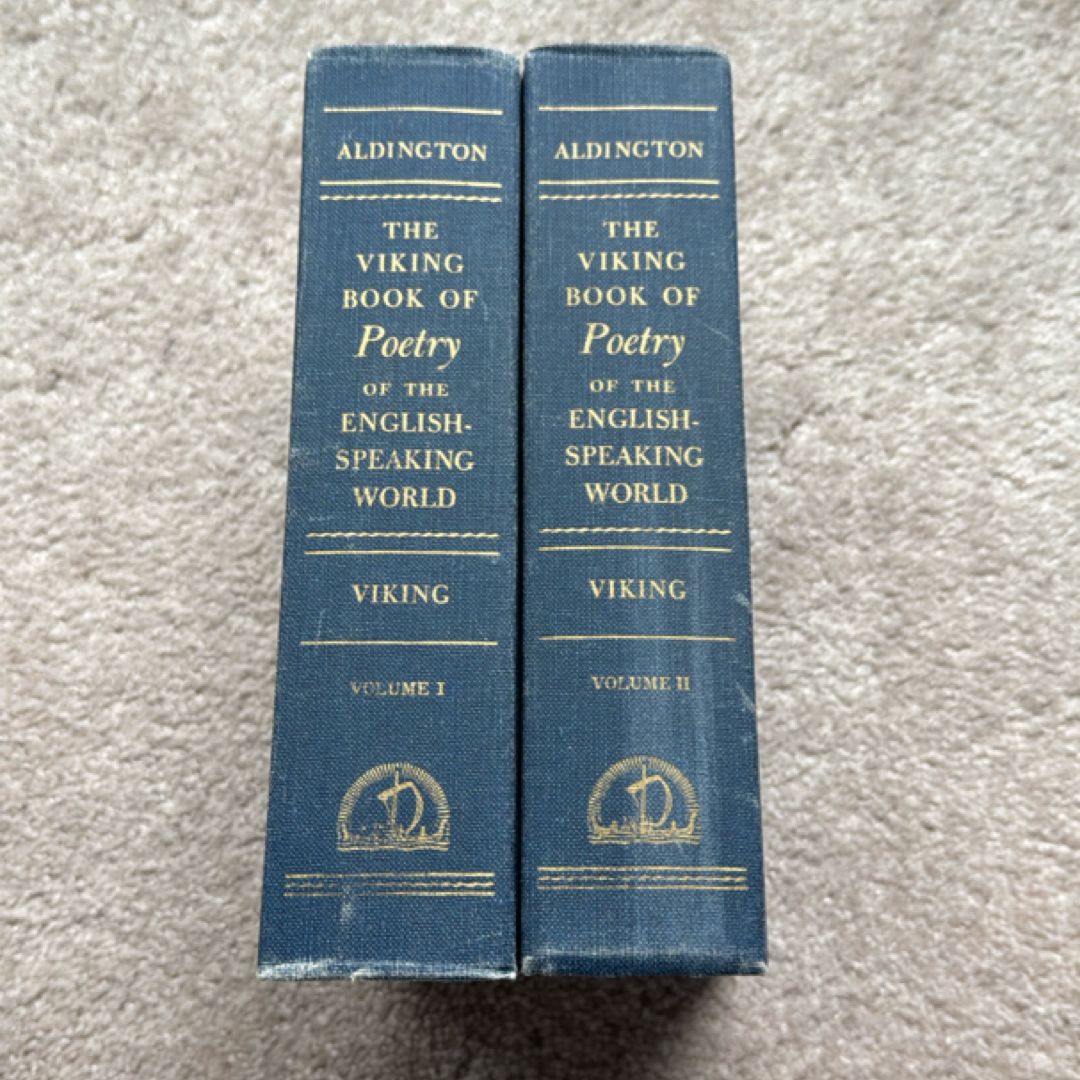 ALDINGTON
THE
VIKING
BOOK OF
Poetry
OF THE
ENGLISH-
SPEAKING
WORLD
VIKING
VOLUME I
ALDINGTON
THE
VIKING
BOOK OF
Poetry
OF THE
ENGLISH-
SPEAKING
WORLD
VIKING
VOLUME II